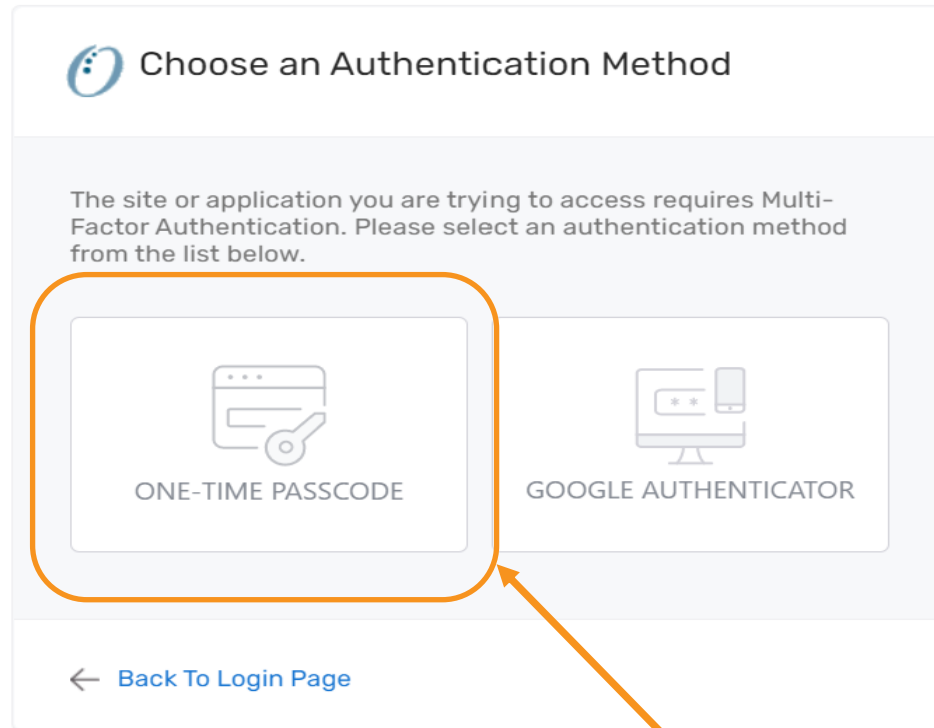 Choose an Authentication Method
The site or application you are trying to access requires Multi-
Factor Authentication. Please select an authentication method
from the list below.
* *
ONE-TIME PASSCODE
GOOGLE AUTHENTICATOR
Back To Login Page